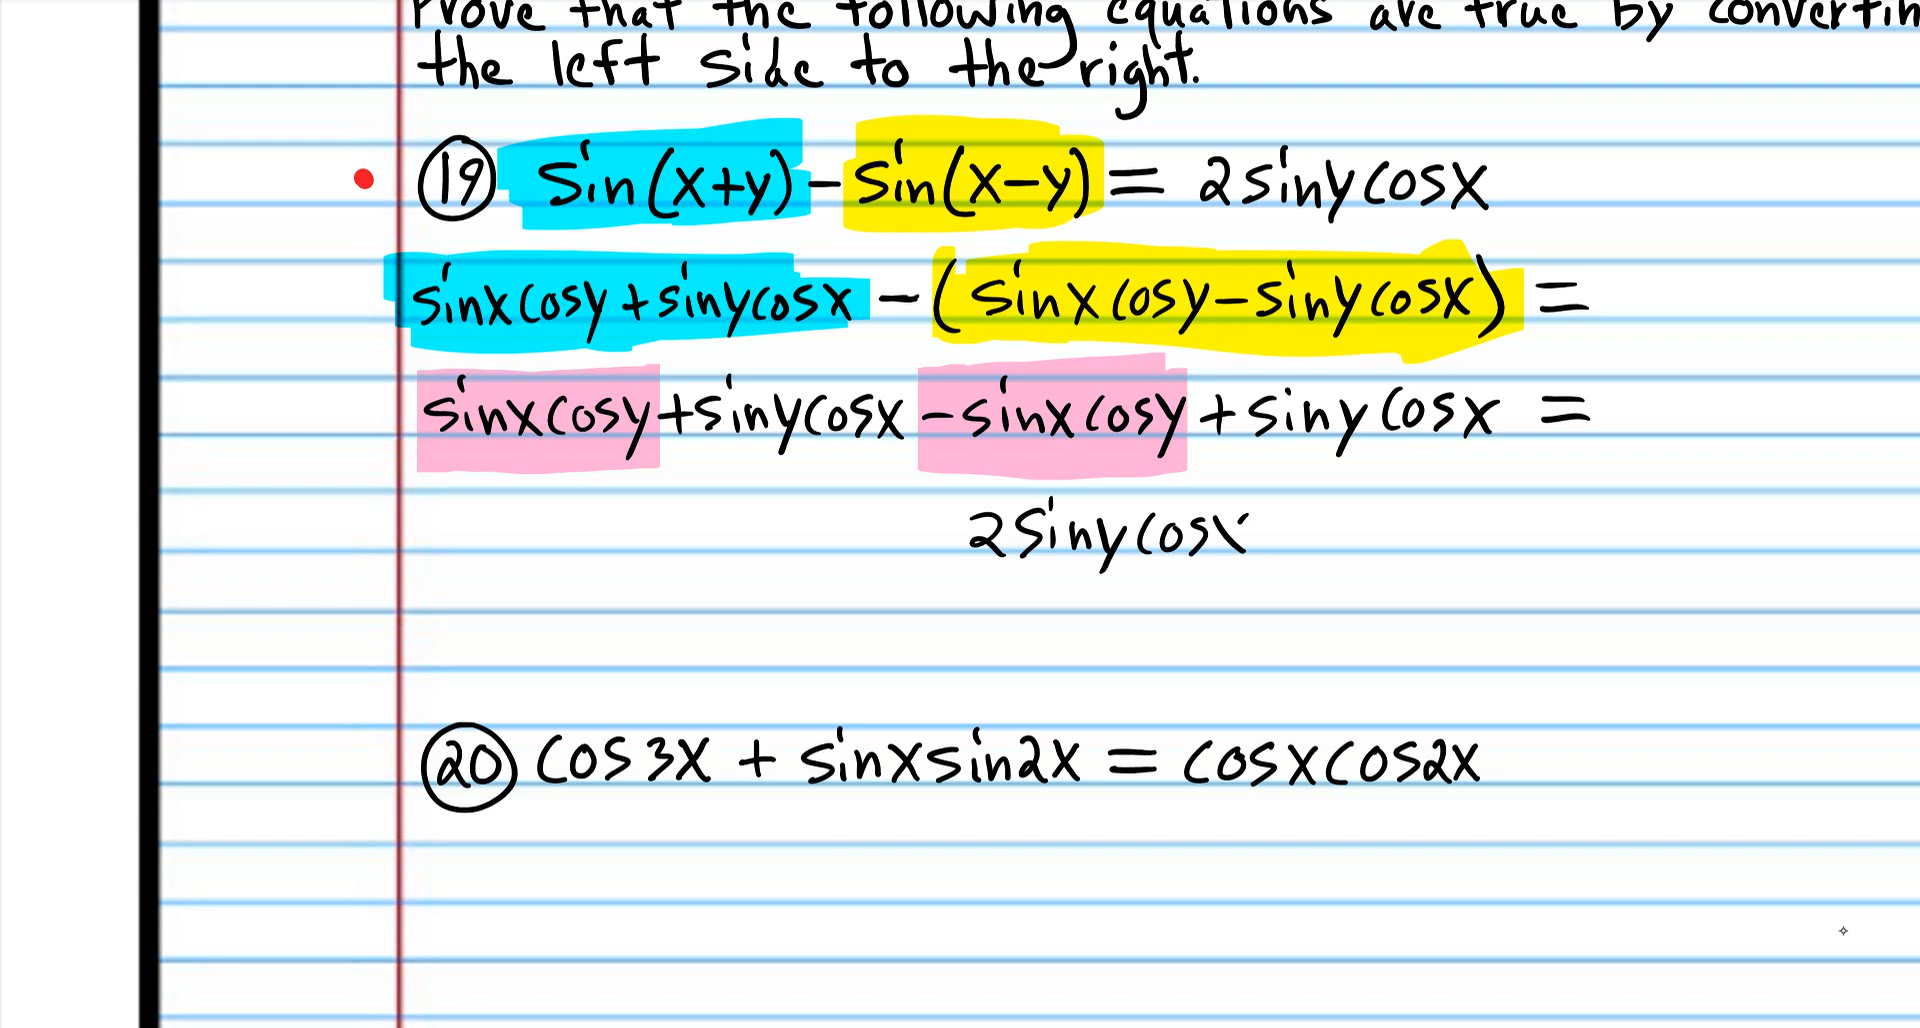 Prove that the following equations are true by convertin
the left side to the right.
19 sin(x+y)-sin(x-y)= 2sinycosx
sinxcosy+sinycosx-(sinxcosy-sinycosx)=
sinxcosy+sinycosx-sinxcosy+sinycosx=
2sinycosx
20 cos3x + sinxsin2x = cosxcos2x